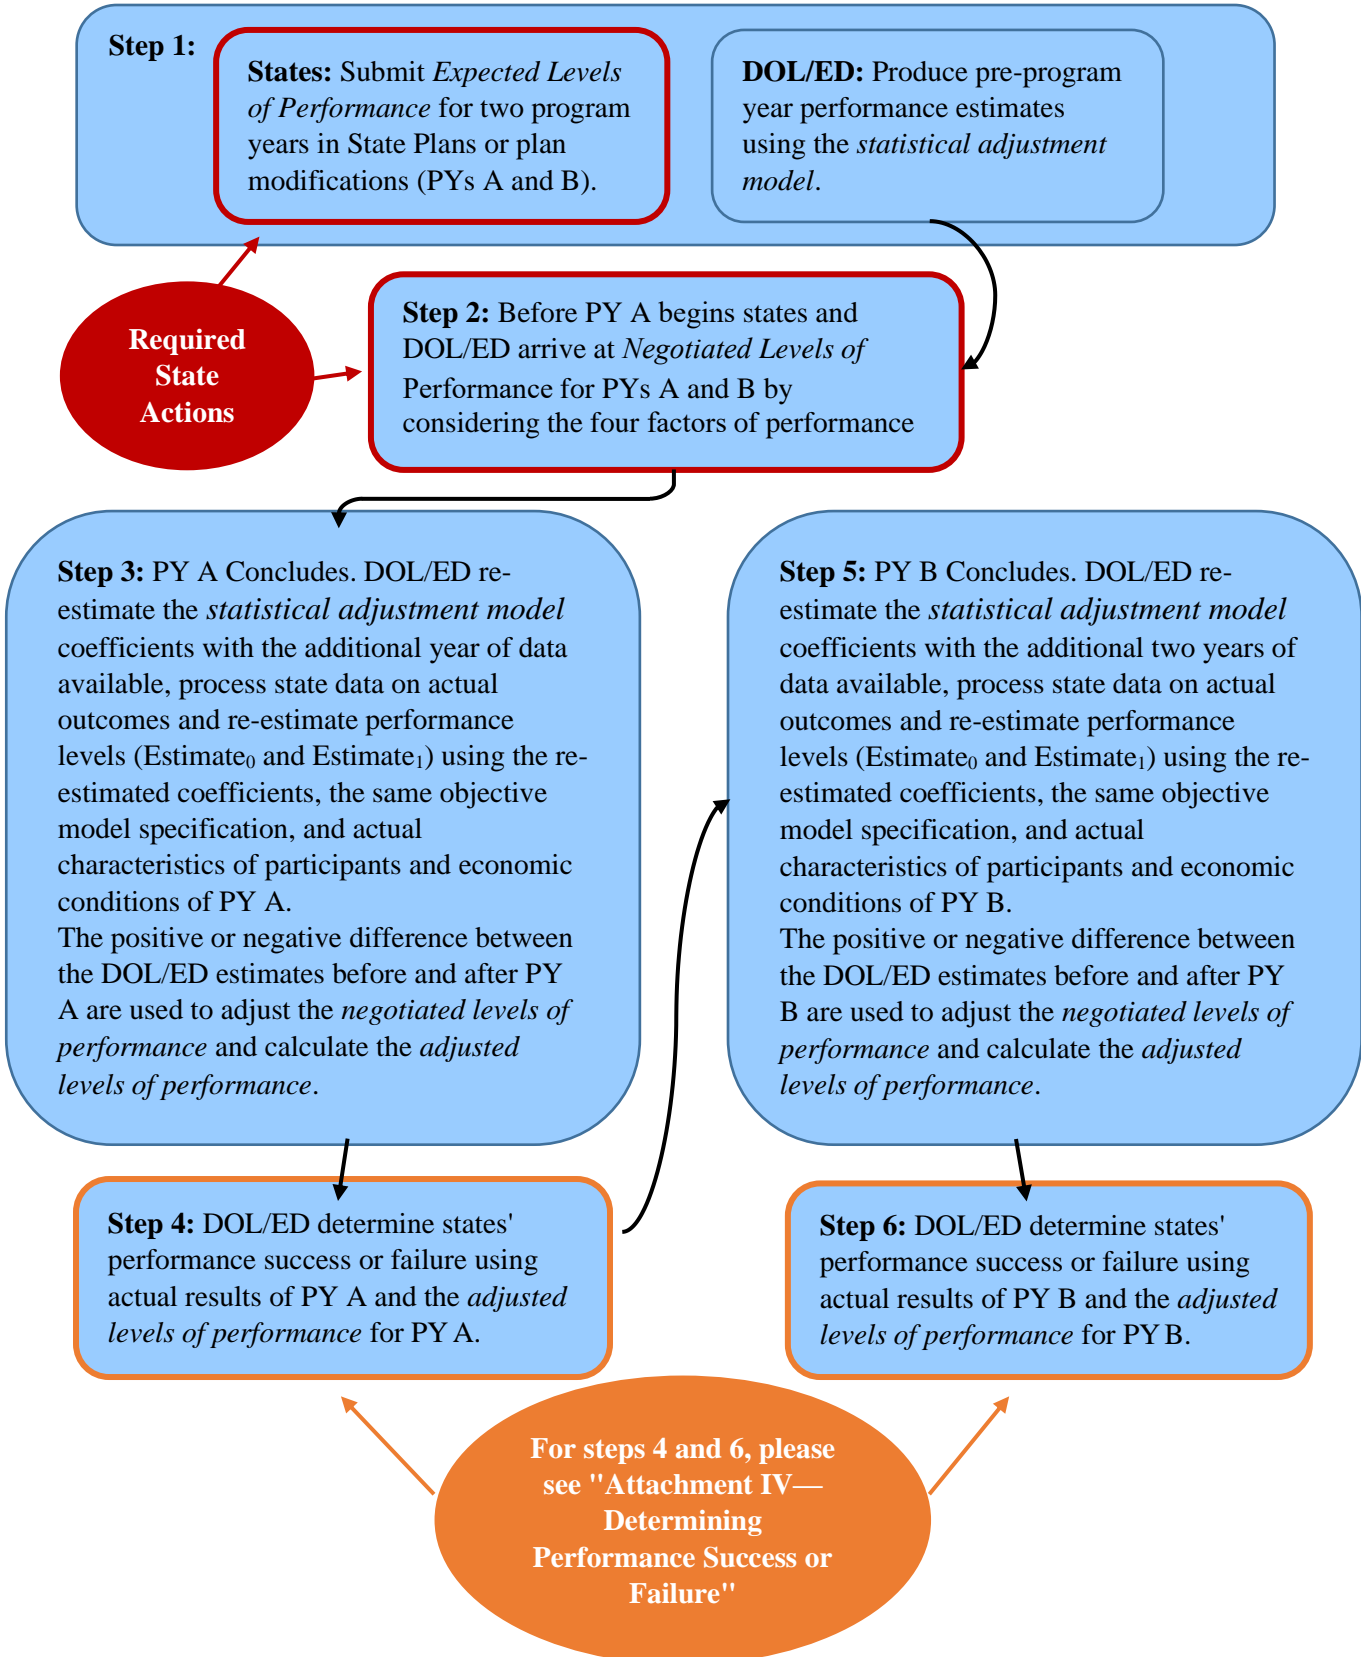 Step 1:
States: Submit Expected Levels
of Performance for two program
years in State Plans or plan
modifications (PYs A and B).
DOL/ED: Produce pre-program
year performance estimates
using the statistical adjustment
model.
Required
State
Actions
Step 2: Before PY A begins states and
DOL/ED arrive at Negotiated Levels of
Performance for PYs A and B by
considering the four factors of performance
Step 3: PY A Concludes. DOL/ED re-
estimate the statistical adjustment model
coefficients with the additional year of data
available, process state data on actual
outcomes and re-estimate performance
levels (Estimate₀ and Estimate₁) using the re-
estimated coefficients, the same objective
model specification, and actual
characteristics of participants and economic
conditions of PY A.
The positive or negative difference between
the DOL/ED estimates before and after PY
A are used to adjust the negotiated levels of
performance and calculate the adjusted
levels of performance.
Step 4: DOL/ED determine states'
performance success or failure using
actual results of PY A and the adjusted
levels of performance for PY A.
Step 5: PY B Concludes. DOL/ED re-
estimate the statistical adjustment model
coefficients with the additional two years of
data available, process state data on actual
outcomes and re-estimate performance
levels (Estimate₀ and Estimate₁) using the re-
estimated coefficients, the same objective
model specification, and actual
characteristics of participants and economic
conditions of PY B.
The positive or negative difference between
the DOL/ED estimates before and after PY
B are used to adjust the negotiated levels of
performance and calculate the adjusted
levels of performance.
Step 6: DOL/ED determine states'
performance success or failure using
actual results of PY B and the adjusted
levels of performance for PY B.
For steps 4 and 6, please
see "Attachment IV—
Determining
Performance Success or
Failure"